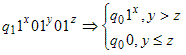 q₁1ˣ01ʸ01ᶻ ⇒ { q₀1ˣ, y > z
q₀0, y ≤ z